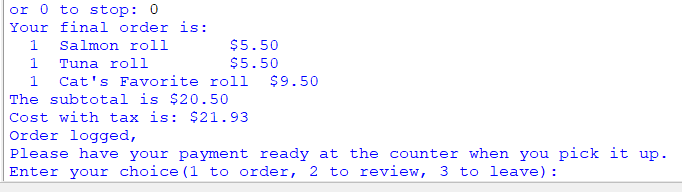 or 0 to stop: 0
Your final order is:
  1  Salmon roll       $5.50
  1  Tuna roll         $5.50
  1  Cat's Favorite roll  $9.50
The subtotal is $20.50
Cost with tax is: $21.93
Order logged,
Please have your payment ready at the counter when you pick it up.
Enter your choice(1 to order, 2 to review, 3 to leave):